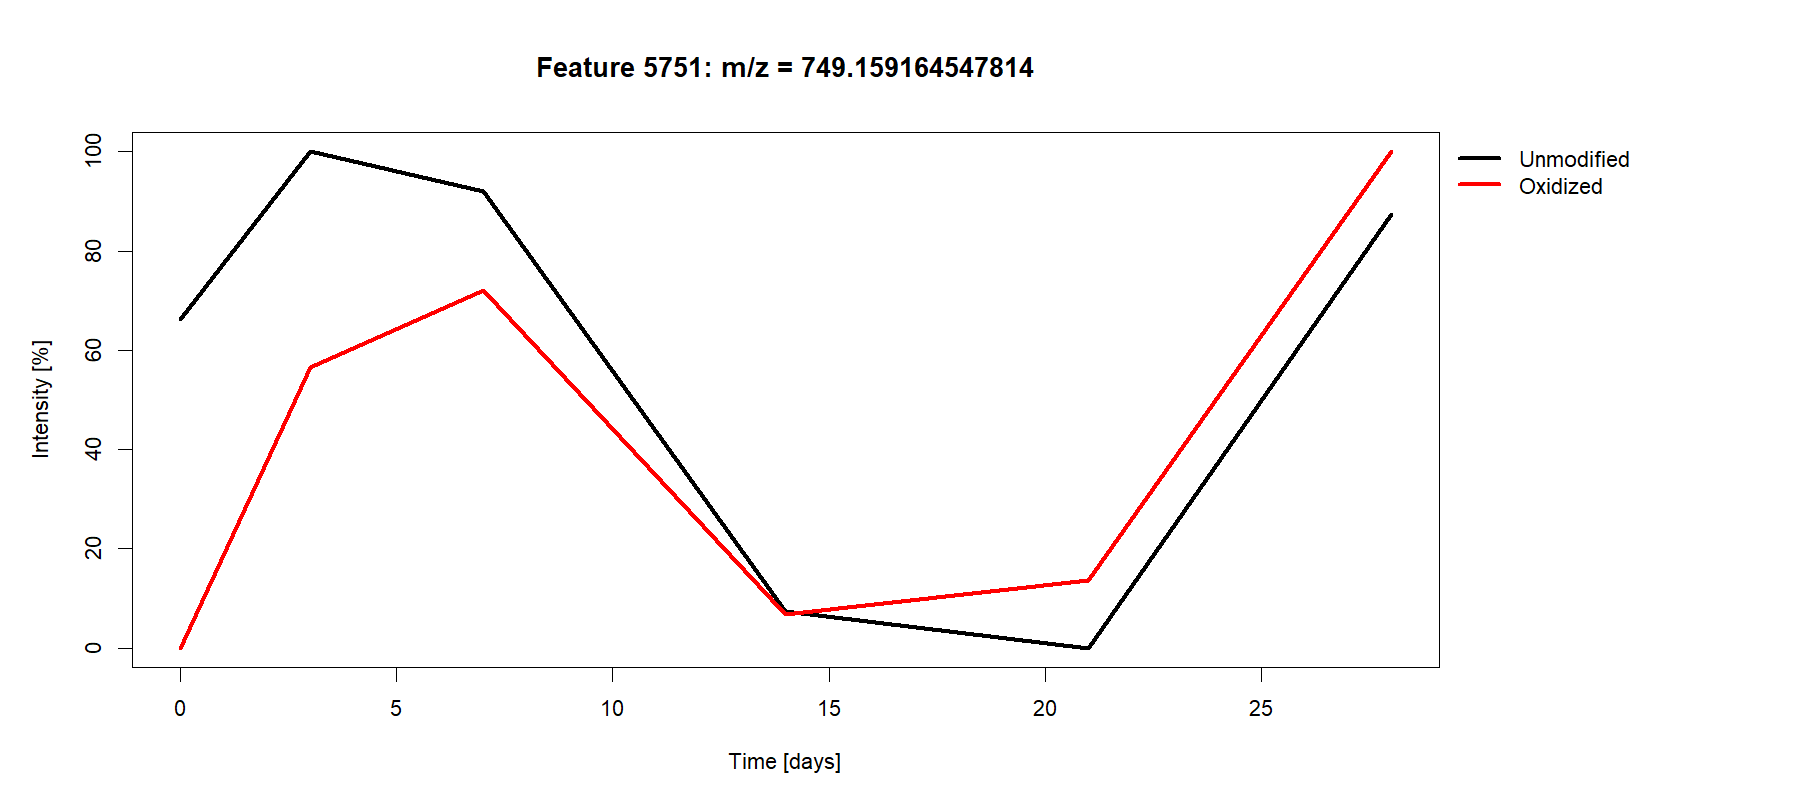 Feature 5751: m/z = 749.159164547814
Unmodified
Oxidized
Intensity [%]
100
80
60
40
20
0
0 5 10 15 20 25
Time [days]